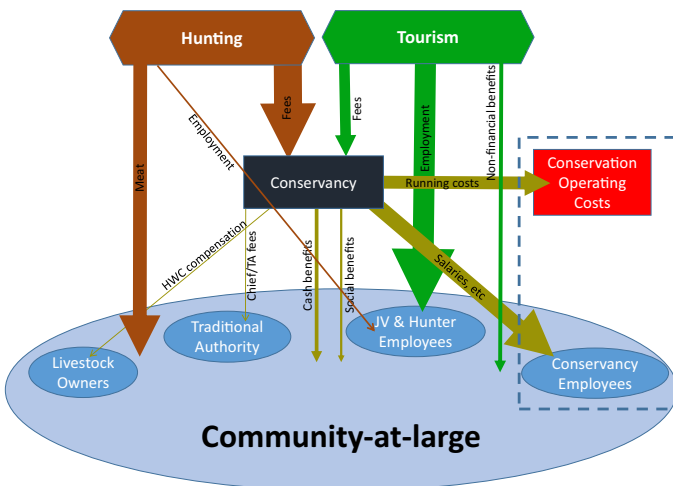 Hunting
Tourism
Fees
Fees
Employment
Employment
Non-financial benefits
Meat
Conservancy
Running costs
Conservation
Operating
Costs
HWC compensation
Chief/TA fees
Cash benefits
Social benefits
Salaries, etc
Traditional
Authority
JV & Hunter
Employees
Livestock
Owners
Conservancy
Employees
Community-at-large